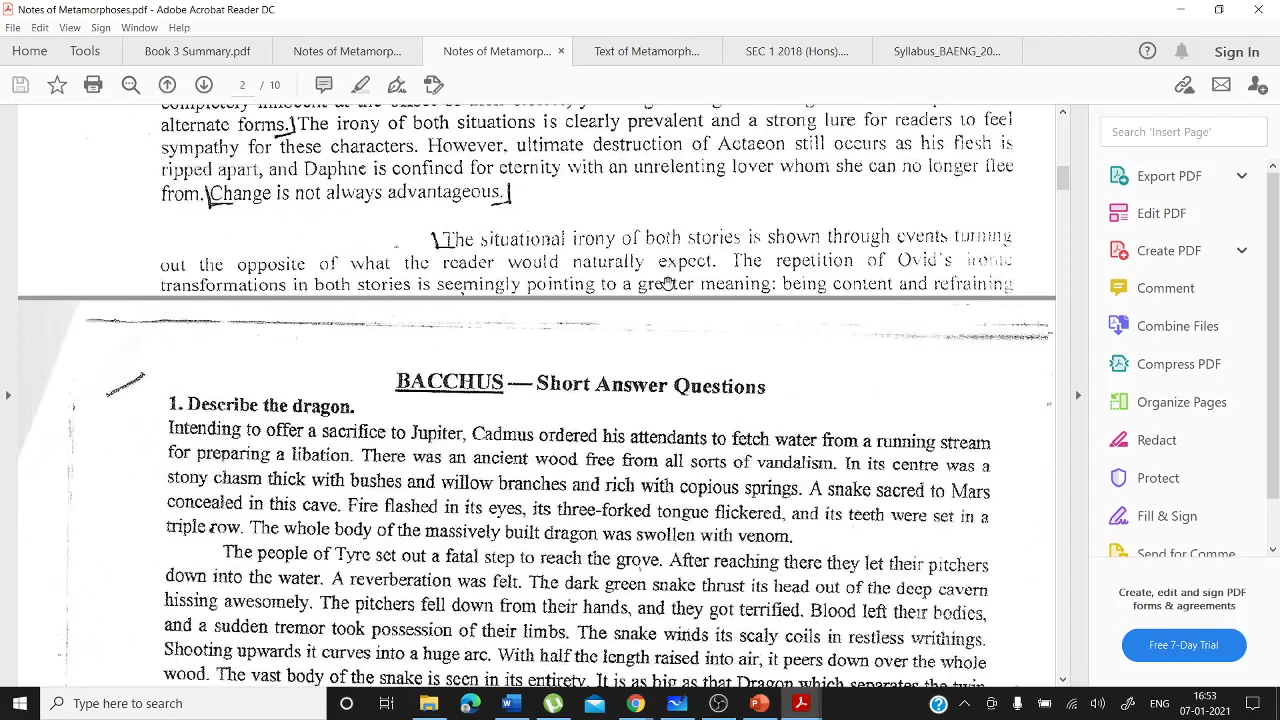 Notes of Metamorphoses.pdf - Adobe Acrobat Reader DC
File Edit View Sign Window Help
Home Tools Book 3 Summary.pdf Notes of Metamorp... Notes of Metamorp... × Text of Metamorph... SEC 1 2018 (Hons).... Syllabus_BAENG_20... Sign In
2 / 10
alternate forms. The irony of both situations is clearly prevalent and a strong lure for readers to feel
sympathy for these characters. However, ultimate destruction of Actaeon still occurs as his flesh is
ripped apart, and Daphne is confined for eternity with an unrelenting lover whom she can no longer flee
from. Change is not always advantageous.
The situational irony of both stories is shown through events turning
out the opposite of what the reader would naturally expect. The repetition of Ovid's ironic
transformations in both stories is seemingly pointing to a greater meaning: being content and refraining
BACCHUS — Short Answer Questions
1. Describe the dragon.
Intending to offer a sacrifice to Jupiter, Cadmus ordered his attendants to fetch water from a running stream
for preparing a libation. There was an ancient wood free from all sorts of vandalism. In its centre was a
stony chasm thick with bushes and willow branches and rich with copious springs. A snake sacred to Mars
concealed in this cave. Fire flashed in its eyes, its three-forked tongue flickered, and its teeth were set in a
triple row. The whole body of the massively built dragon was swollen with venom.
The people of Tyre set out a fatal step to reach the grove. After reaching there they let their pitchers
down into the water. A reverberation was felt. The dark green snake thrust its head out of the deep cavern
hissing awesomely. The pitchers fell down from their hands, and they got terrified. Blood left their bodies,
and a sudden tremor took possession of their limbs. The snake winds its scaly coils in restless writhings.
Shooting upwards it curves into a huge arc. With half the length raised into air, it peers down over the whole
wood. The vast body of the snake is seen in its entirety. It is as big as that Dragon which separates the twin
Search 'Insert Page'
Export PDF
Edit PDF
Create PDF
Comment
Combine Files
Compress PDF
Organize Pages
Redact
Protect
Fill & Sign
Send for Comme
Create, edit and sign PDF
forms & agreements
Free 7-Day Trial
Type here to search
ENG
16:53
07-01-2021